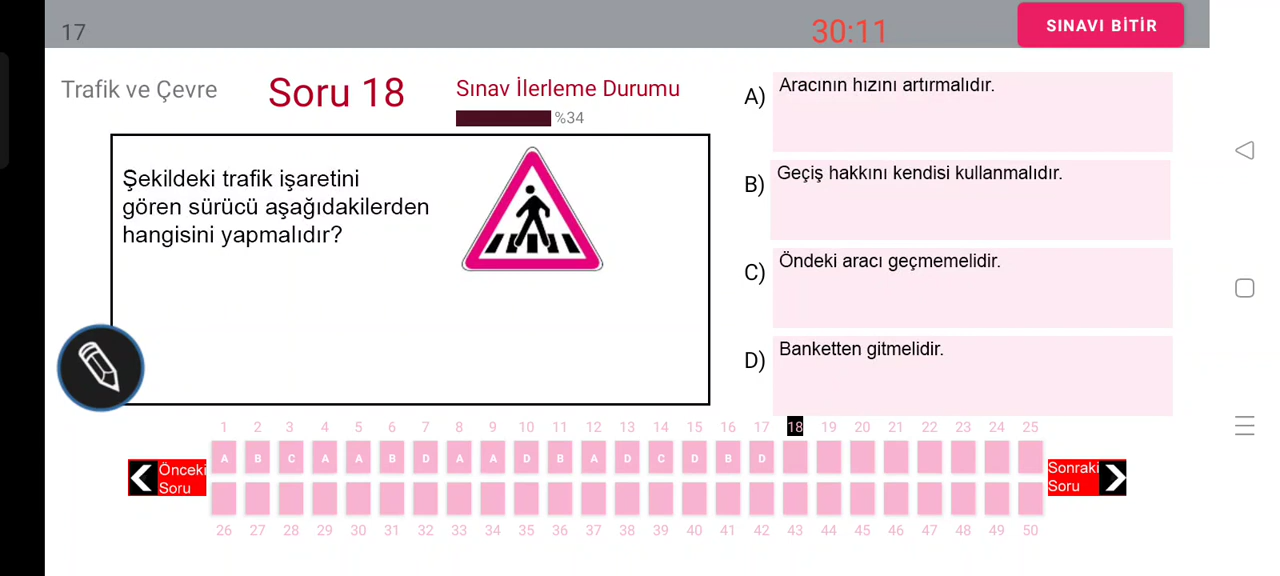 17
30:11
SINAVI BİTİR
Trafik ve Çevre
Soru 18
Sınav İlerleme Durumu
%34
Şekildeki trafik işaretini
gören sürücü aşağıdakilerden
hangisini yapmalıdır?
A) Aracının hızını artırmalıdır.
B) Geçiş hakkını kendisi kullanmalıdır.
C) Öndeki aracı geçmemelidir.
D) Banketten gitmelidir.
1 2 3 4 5 6 7 8 9 10 11 12 13 14 15 16 17 18 19 20 21 22 23 24 25
A B C A A B D A A D B A D C D B D
Önceki
Soru
Sonraki
Soru
26 27 28 29 30 31 32 33 34 35 36 37 38 39 40 41 42 43 44 45 46 47 48 49 50